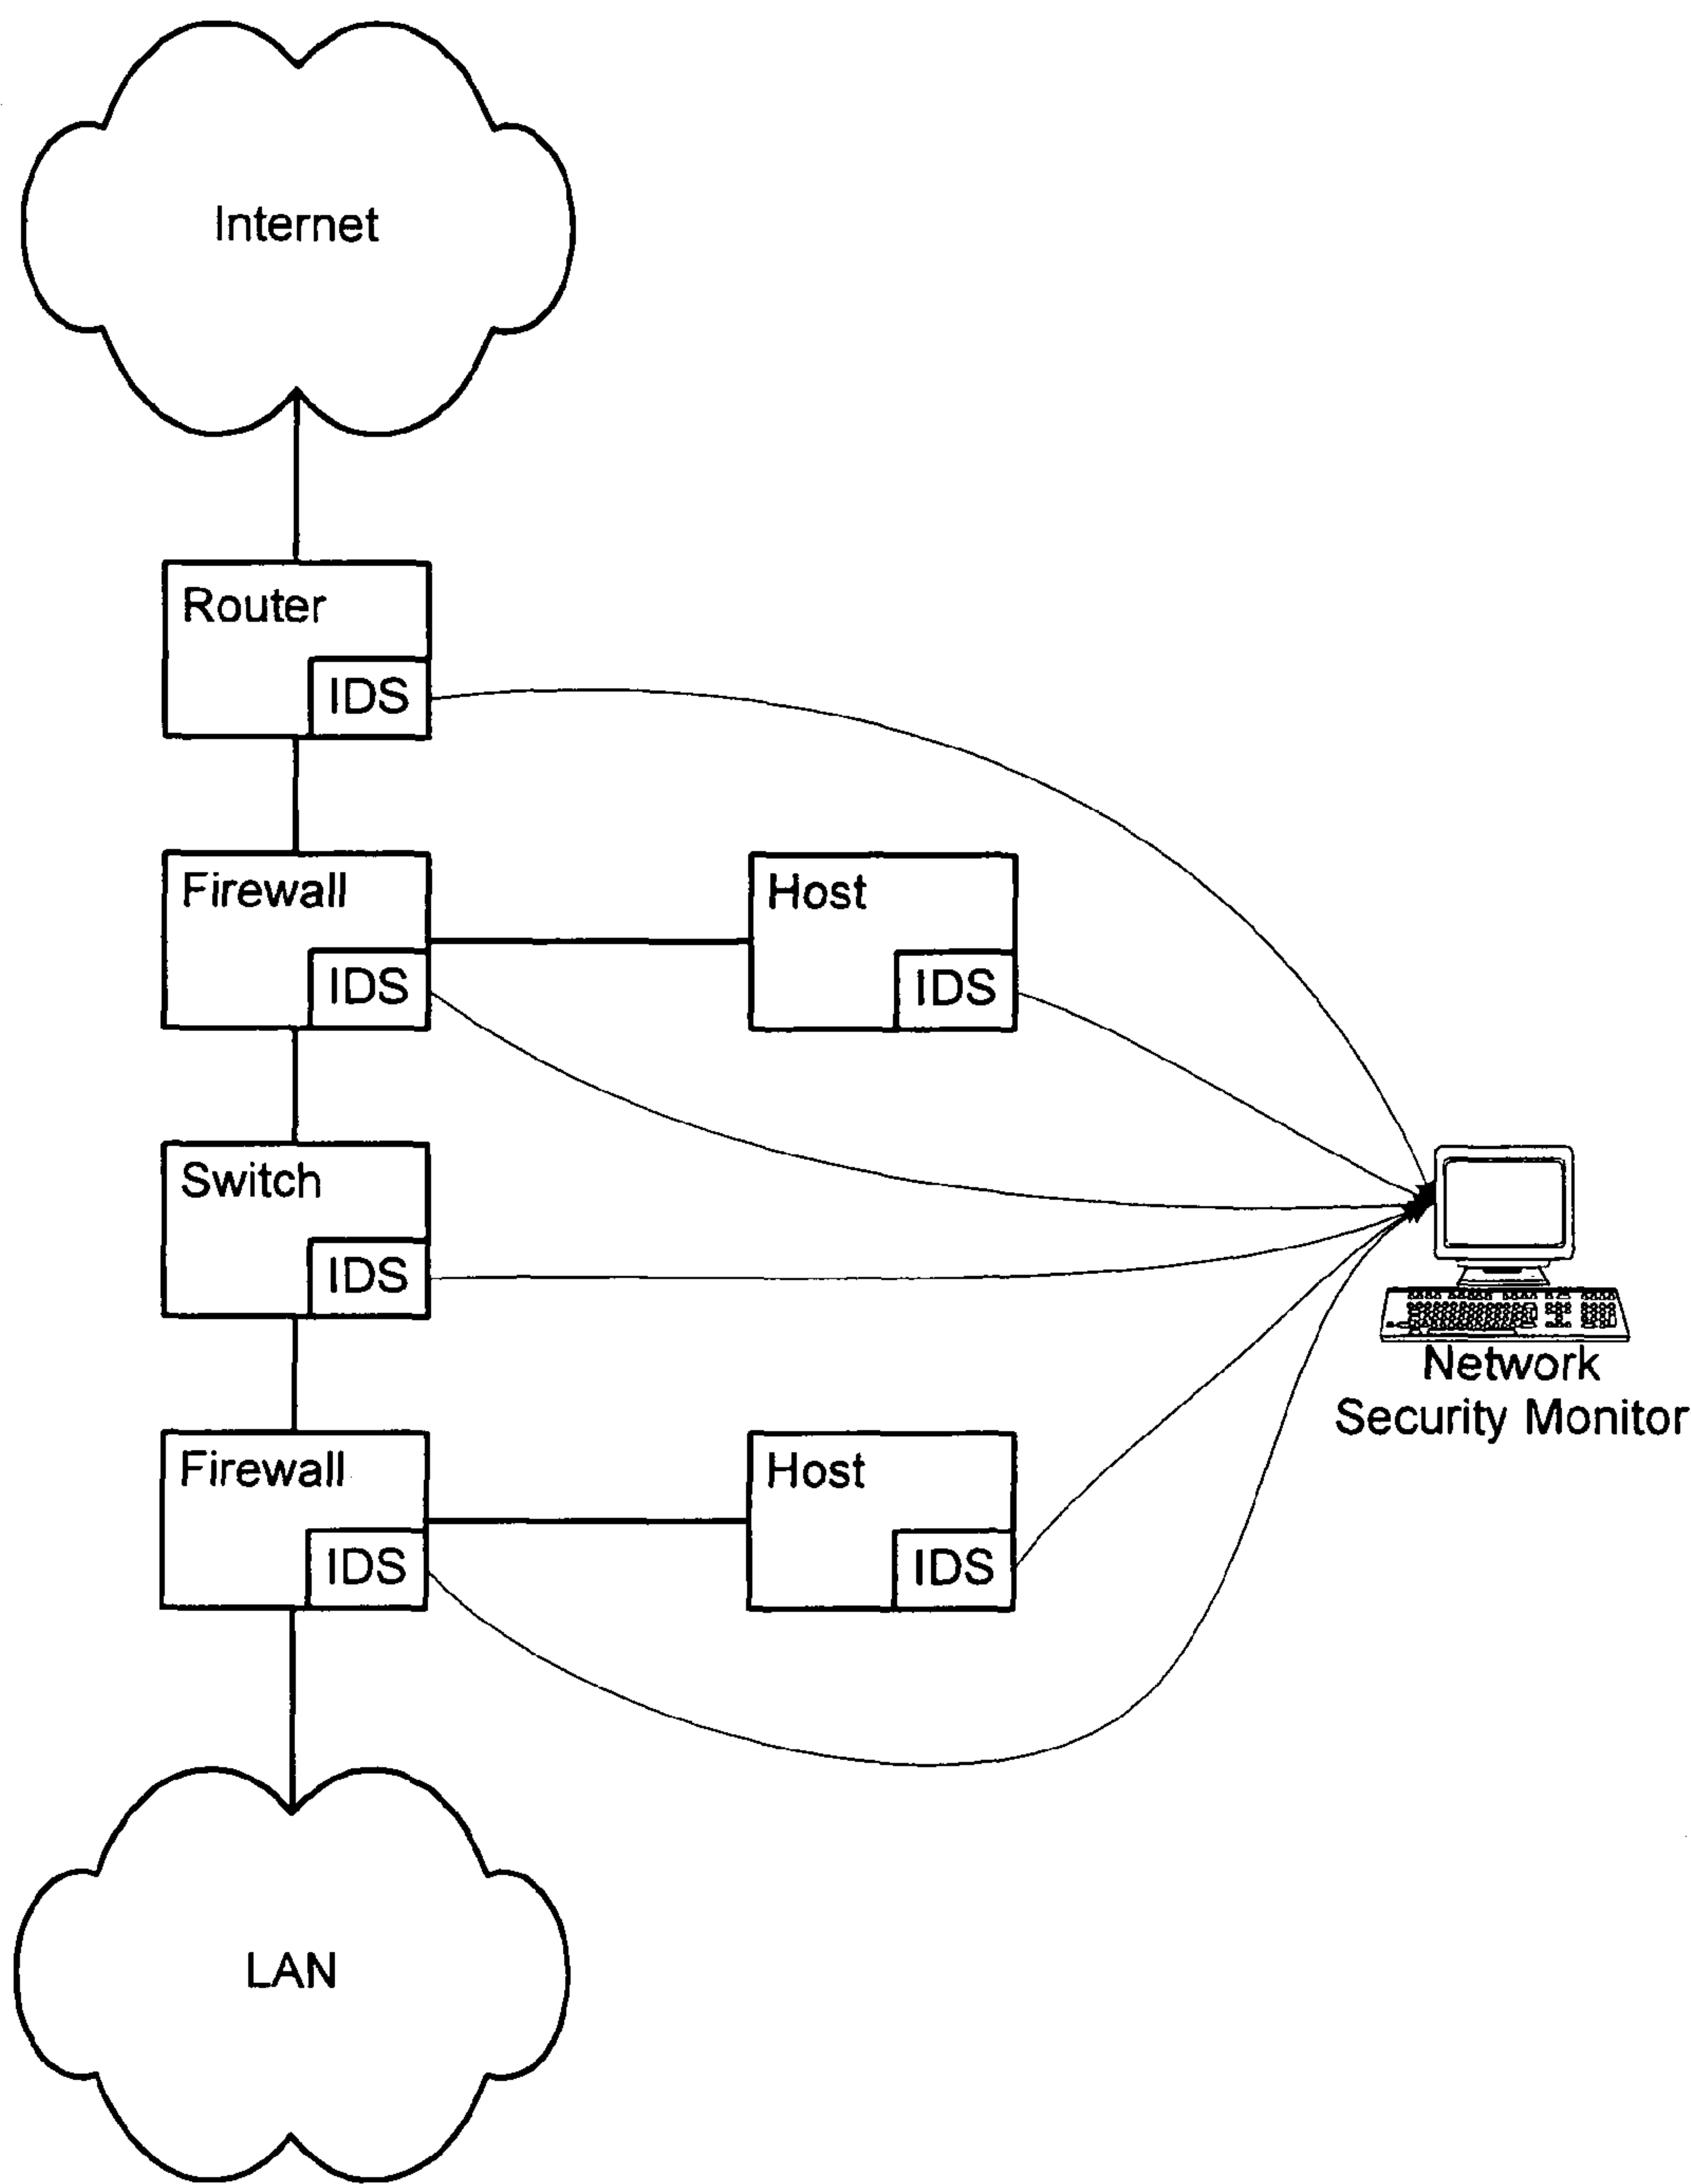 Internet
Router
IDS
Firewall
IDS
Host
IDS
Switch
IDS
Network
Security Monitor
Firewall
IDS
Host
IDS
LAN